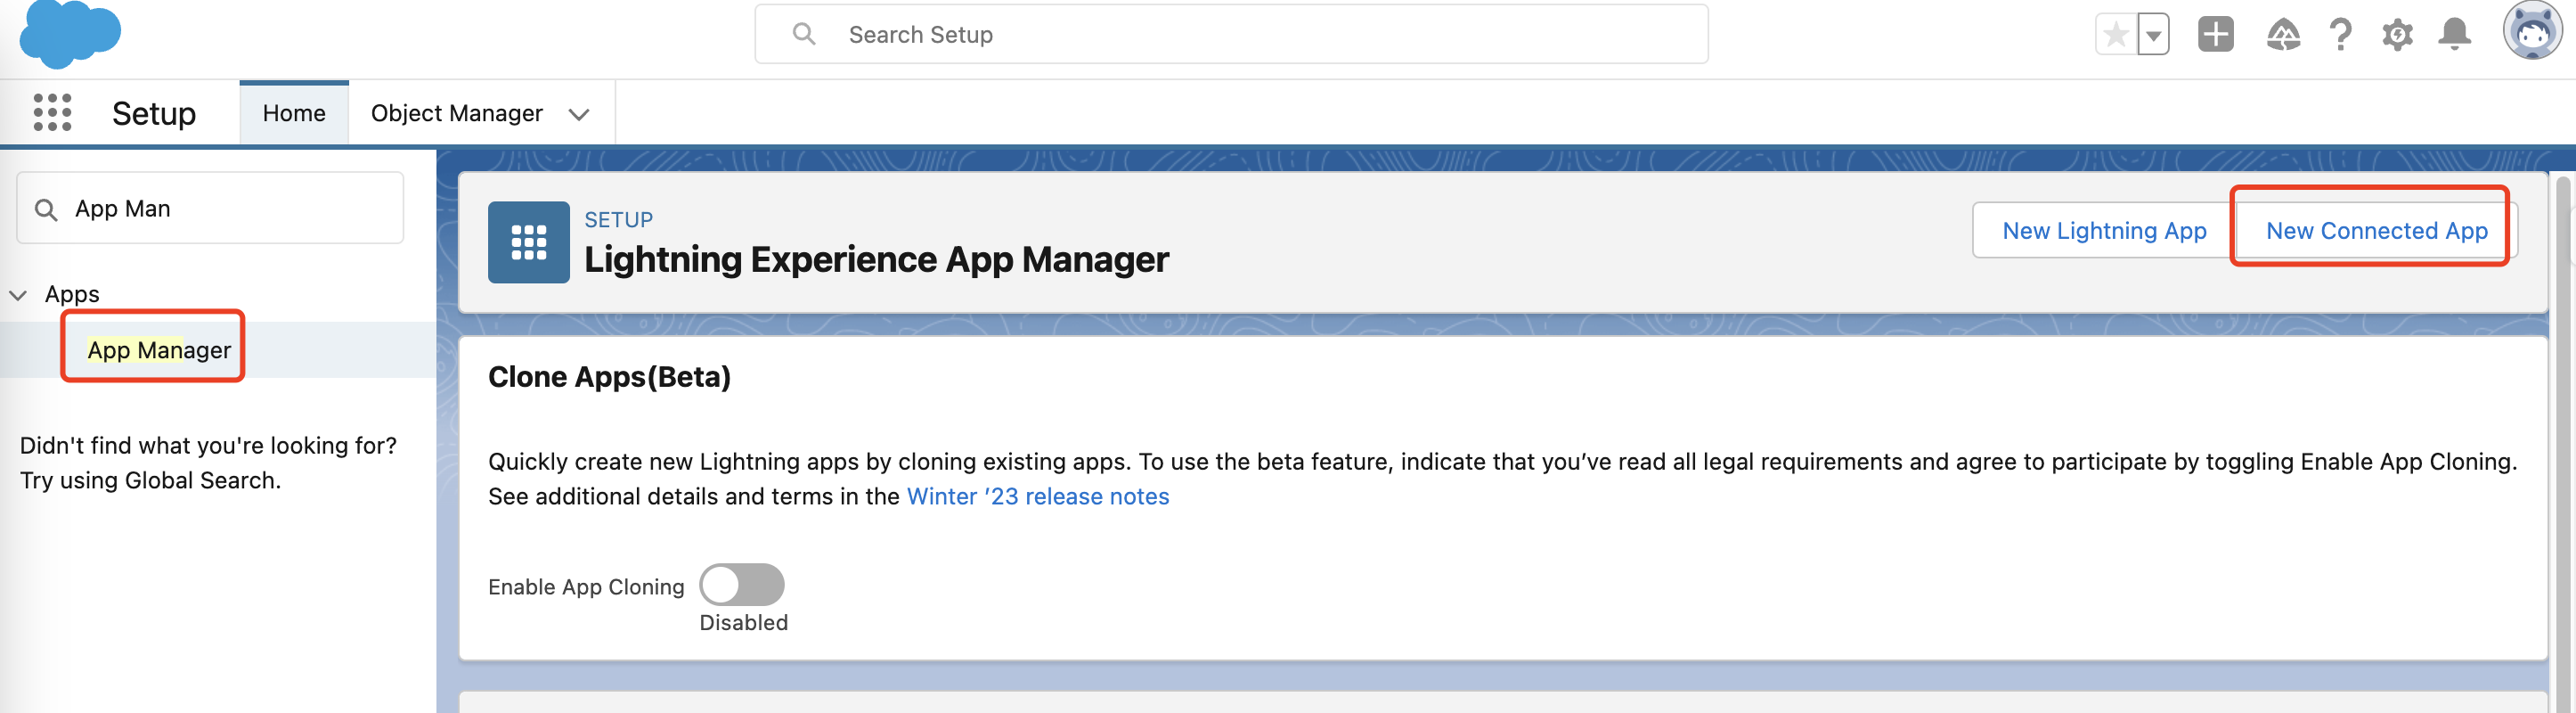 Search Setup
Setup
Home
Object Manager
App Man
Apps
App Manager
Didn't find what you're looking for?
Try using Global Search.
SETUP
Lightning Experience App Manager
New Lightning App
New Connected App
Clone Apps(Beta)
Quickly create new Lightning apps by cloning existing apps. To use the beta feature, indicate that you’ve read all legal requirements and agree to participate by toggling Enable App Cloning.
See additional details and terms in the Winter ’23 release notes
Enable App Cloning
Disabled